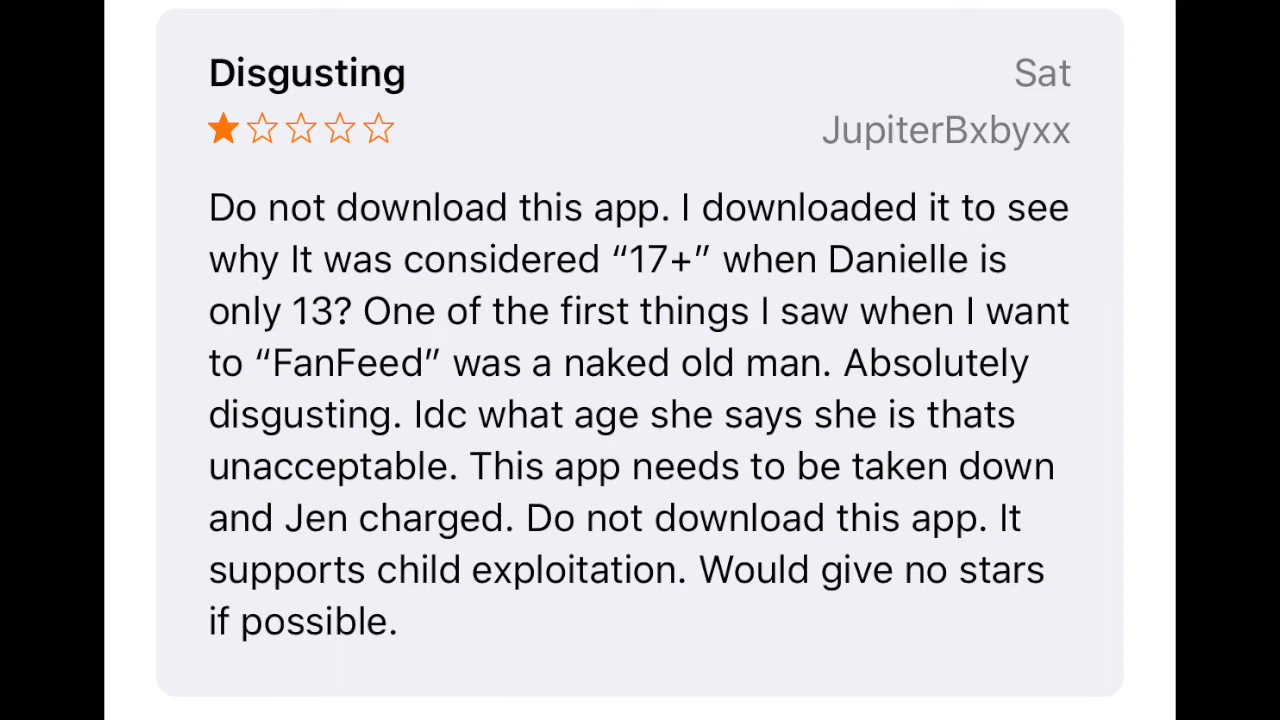 Disgusting
Sat
JupiterBxbyxx
Do not download this app. I downloaded it to see
why It was considered “17+” when Danielle is
only 13? One of the first things I saw when I want
to “FanFeed” was a naked old man. Absolutely
disgusting. Idc what age she says she is thats
unacceptable. This app needs to be taken down
and Jen charged. Do not download this app. It
supports child exploitation. Would give no stars
if possible.